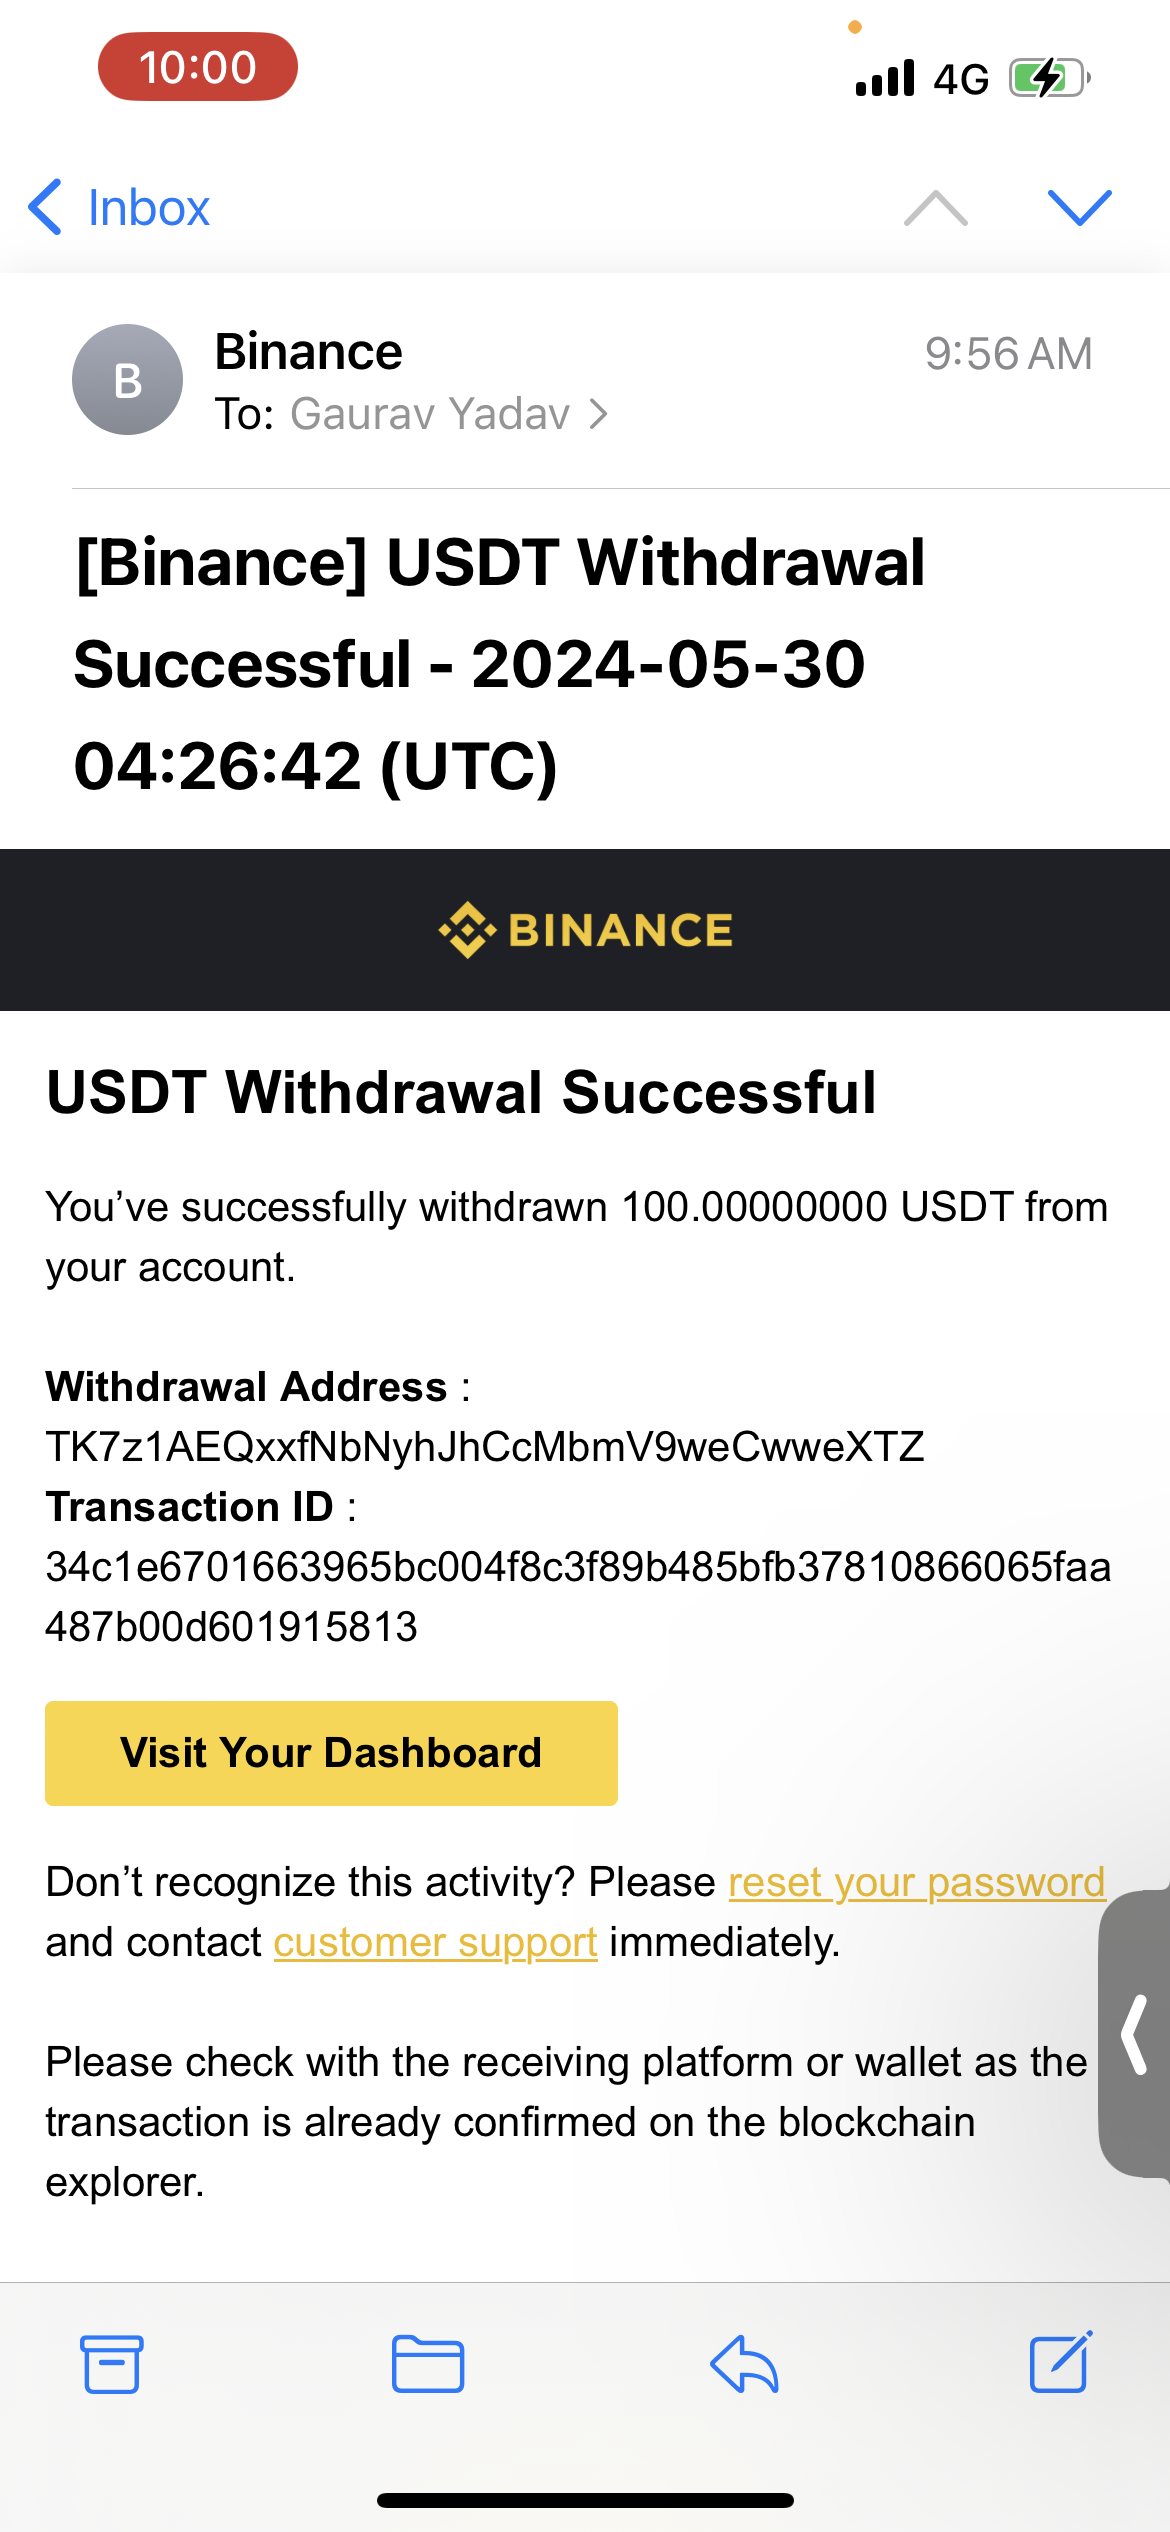 10:00
4G
Inbox
B
Binance
9:56 AM
To: Gaurav Yadav
[Binance] USDT Withdrawal
Successful - 2024-05-30
04:26:42 (UTC)
BINANCE
USDT Withdrawal Successful
You’ve successfully withdrawn 100.00000000 USDT from
your account.
Withdrawal Address :
TK7z1AEQxxfNbNyhJhCcMbmV9weCwweXTZ
Transaction ID :
34c1e6701663965bc004f8c3f89b485bfb37810866065faa
487b00d601915813
Visit Your Dashboard
Don’t recognize this activity? Please reset your password
and contact customer support immediately.
Please check with the receiving platform or wallet as the
transaction is already confirmed on the blockchain
explorer.